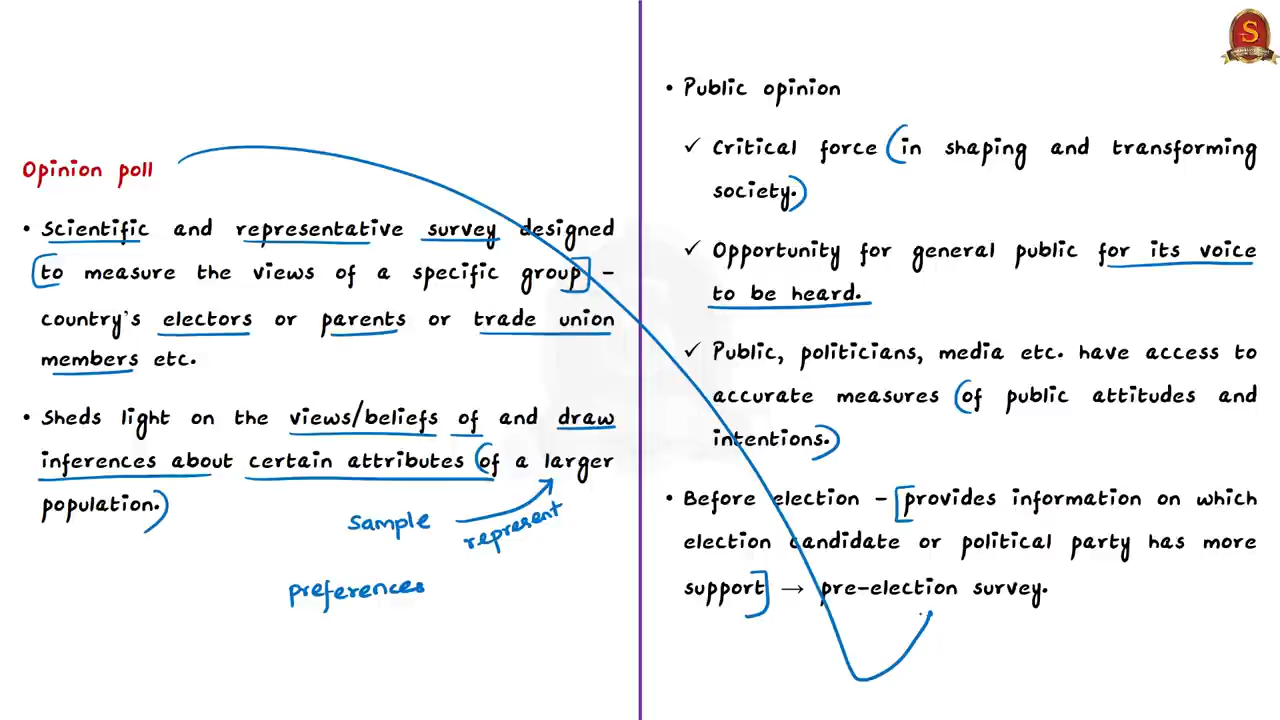 Opinion poll
• Scientific and representative survey designed
to measure the views of a specific group –
country's electors or parents or trade union
members etc.
• Sheds light on the views/beliefs of and draw
inferences about certain attributes of a larger
population.
sample
represent
preferences
• Public opinion
✓ Critical force in shaping and transforming
society.
✓ Opportunity for general public for its voice
to be heard.
✓ Public, politicians, media etc. have access to
accurate measures of public attitudes and
intentions.
• Before election – provides information on which
election candidate or political party has more
support → pre-election survey.
S